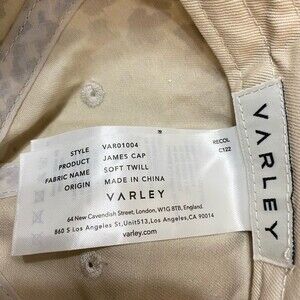 STYLE VAR01004
PRODUCT JAMES CAP
FABRIC NAME SOFT TWILL
ORIGIN MADE IN CHINA
RECOL
C122
VARLEY
64 New Cavendish Street, London, W1G 8TB, England.
860 S Los Angeles St, Unit513, Los Angeles, CA 90014
varley.com
VARLEY